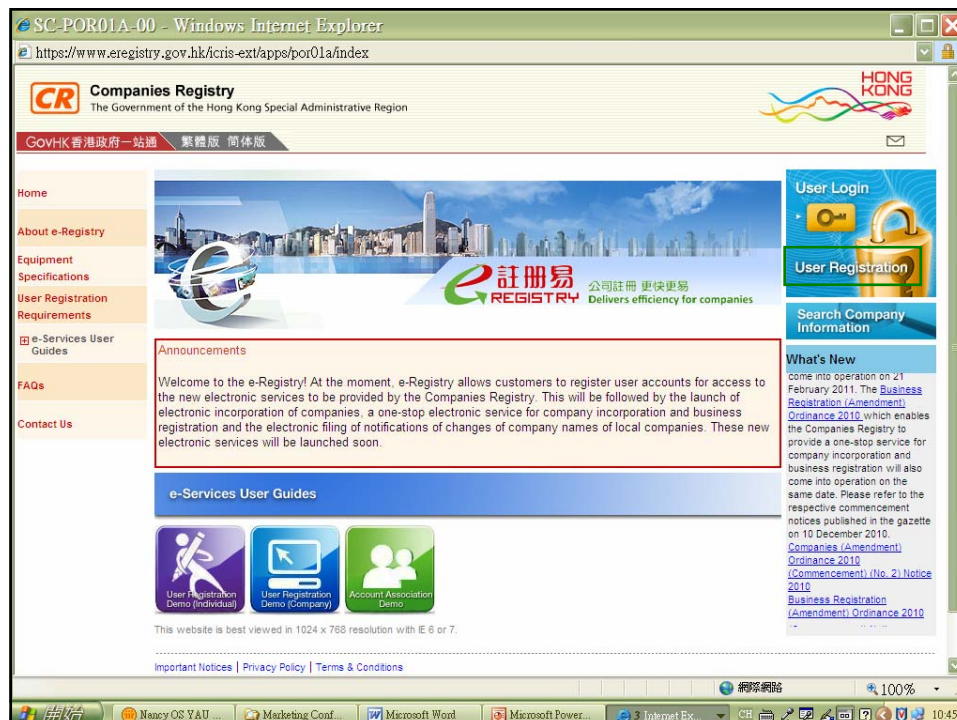 SC-POR01A-00 - Windows Internet Explorer
https://www.eregistry.gov.hk/icris-ext/apps/por01a/index
CR
Companies Registry
The Government of the Hong Kong Special Administrative Region
HONG
KONG
GovHK香港政府一站通
繁體版 简体版
Home
About e-Registry
Equipment
Specifications
User Registration
Requirements
e-Services User
Guides
FAQs
Contact Us
e
e註冊易
REGISTRY
公司註冊 更快更易
Delivers efficiency for companies
User Login
User Registration
Search Company
Information
Announcements
Welcome to the e-Registry! At the moment, e-Registry allows customers to register user accounts for access to
the new electronic services to be provided by the Companies Registry. This will be followed by the launch of
electronic incorporation of companies, a one-stop electronic service for company incorporation and business
registration and the electronic filing of notifications of changes of company names of local companies. These new
electronic services will be launched soon.
What's New
come into operation on 21
February 2011. The Business
Registration (Amendment)
Ordinance 2010 which enables
the Companies Registry to
provide a one-stop service for
company incorporation and
business registration will also
come into operation on the
same date. Please refer to the
respective commencement
notices published in the gazette
on 10 December 2010.
Companies (Amendment)
Ordinance 2010
(Commencement) (No. 2) Notice
2010
Business Registration
(Amendment) Ordinance 2010
e-Services User Guides
User Registration
Demo (Individual)
User Registration
Demo (Company)
Account Association
Demo
This website is best viewed in 1024 x 768 resolution with IE 6 or 7.
Important Notices | Privacy Policy | Terms & Conditions
網際網路
100%
開始
Nancy OS YAU ...
Marketing Conf...
Microsoft Word
Microsoft Power...
3 Internet Ex...
CH
10:45